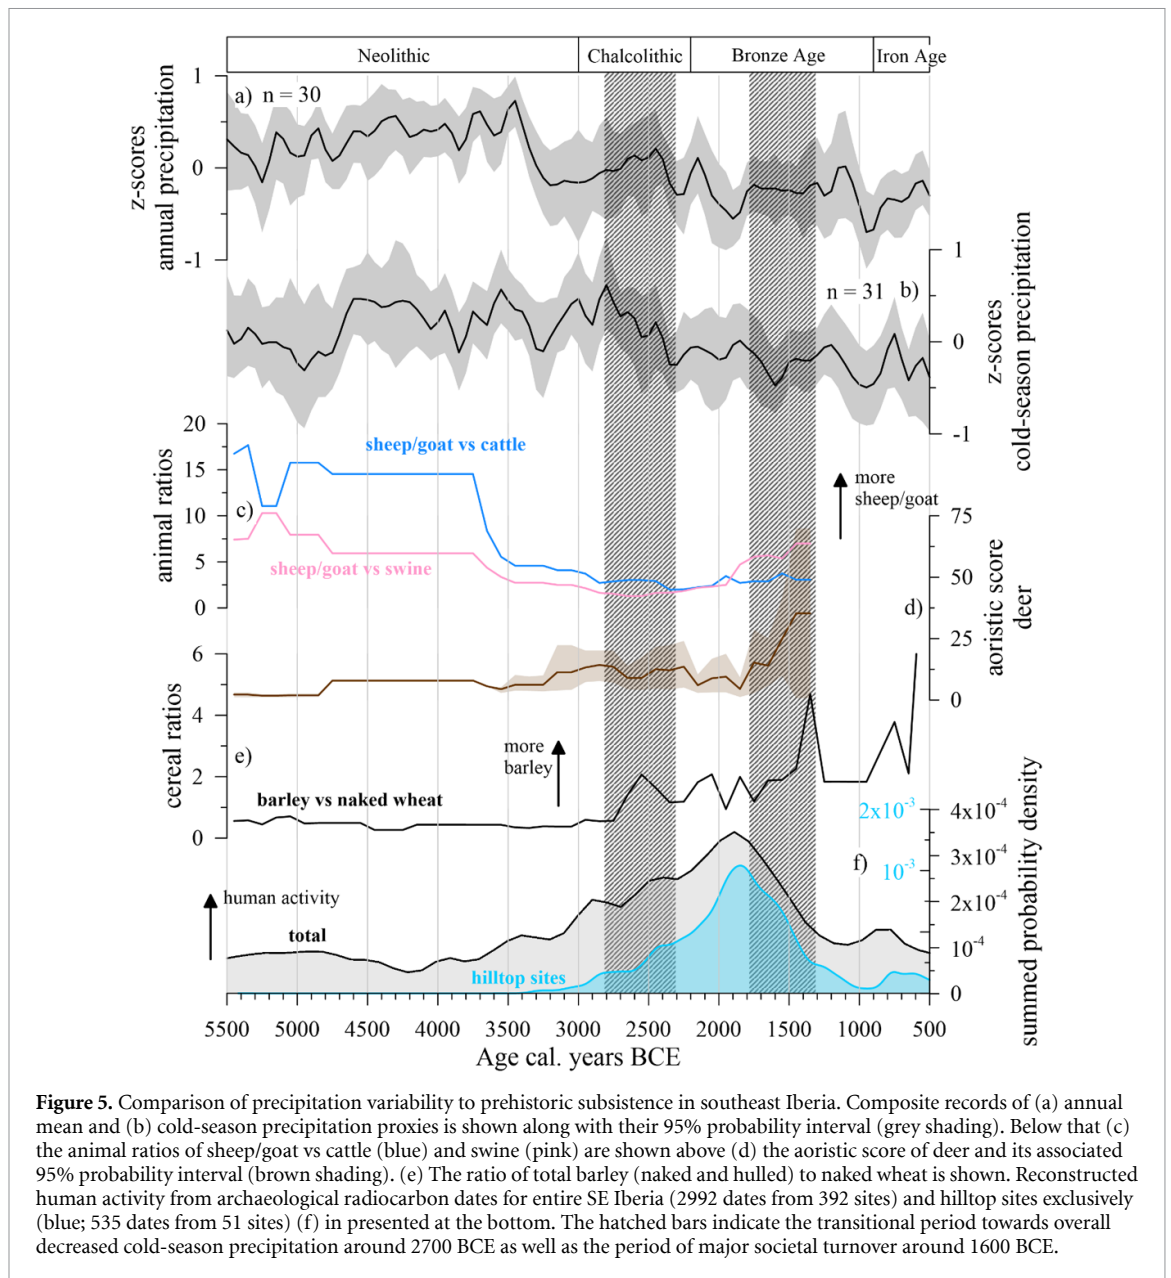 Neolithic
Chalcolithic
Bronze Age
Iron Age
a) n = 30
1
0
-1
z-scores
annual precipitation
n = 31 b)
1
0
-1
z-scores
cold-season precipitation
20
15
10
5
0
animal ratios
c)
sheep/goat vs cattle
sheep/goat vs swine
more
sheep/goat
75
50
25
0
aoristic score
deer
d)
6
4
2
0
cereal ratios
e)
more
barley
barley vs naked wheat
2x10-3
10-3
4x10-4
3x10-4
2x10-4
10-4
0
summed probability density
f)
human activity
total
hilltop sites
5500 5000 4500 4000 3500 3000 2500 2000 1500 1000 500
Age cal. years BCE
Figure 5. Comparison of precipitation variability to prehistoric subsistence in southeast Iberia. Composite records of (a) annual
mean and (b) cold-season precipitation proxies is shown along with their 95% probability interval (grey shading). Below that (c)
the animal ratios of sheep/goat vs cattle (blue) and swine (pink) are shown above (d) the aoristic score of deer and its associated
95% probability interval (brown shading). (e) The ratio of total barley (naked and hulled) to naked wheat is shown. Reconstructed
human activity from archaeological radiocarbon dates for entire SE Iberia (2992 dates from 392 sites) and hilltop sites exclusively
(blue; 535 dates from 51 sites) (f) in presented at the bottom. The hatched bars indicate the transitional period towards overall
decreased cold-season precipitation around 2700 BCE as well as the period of major societal turnover around 1600 BCE.